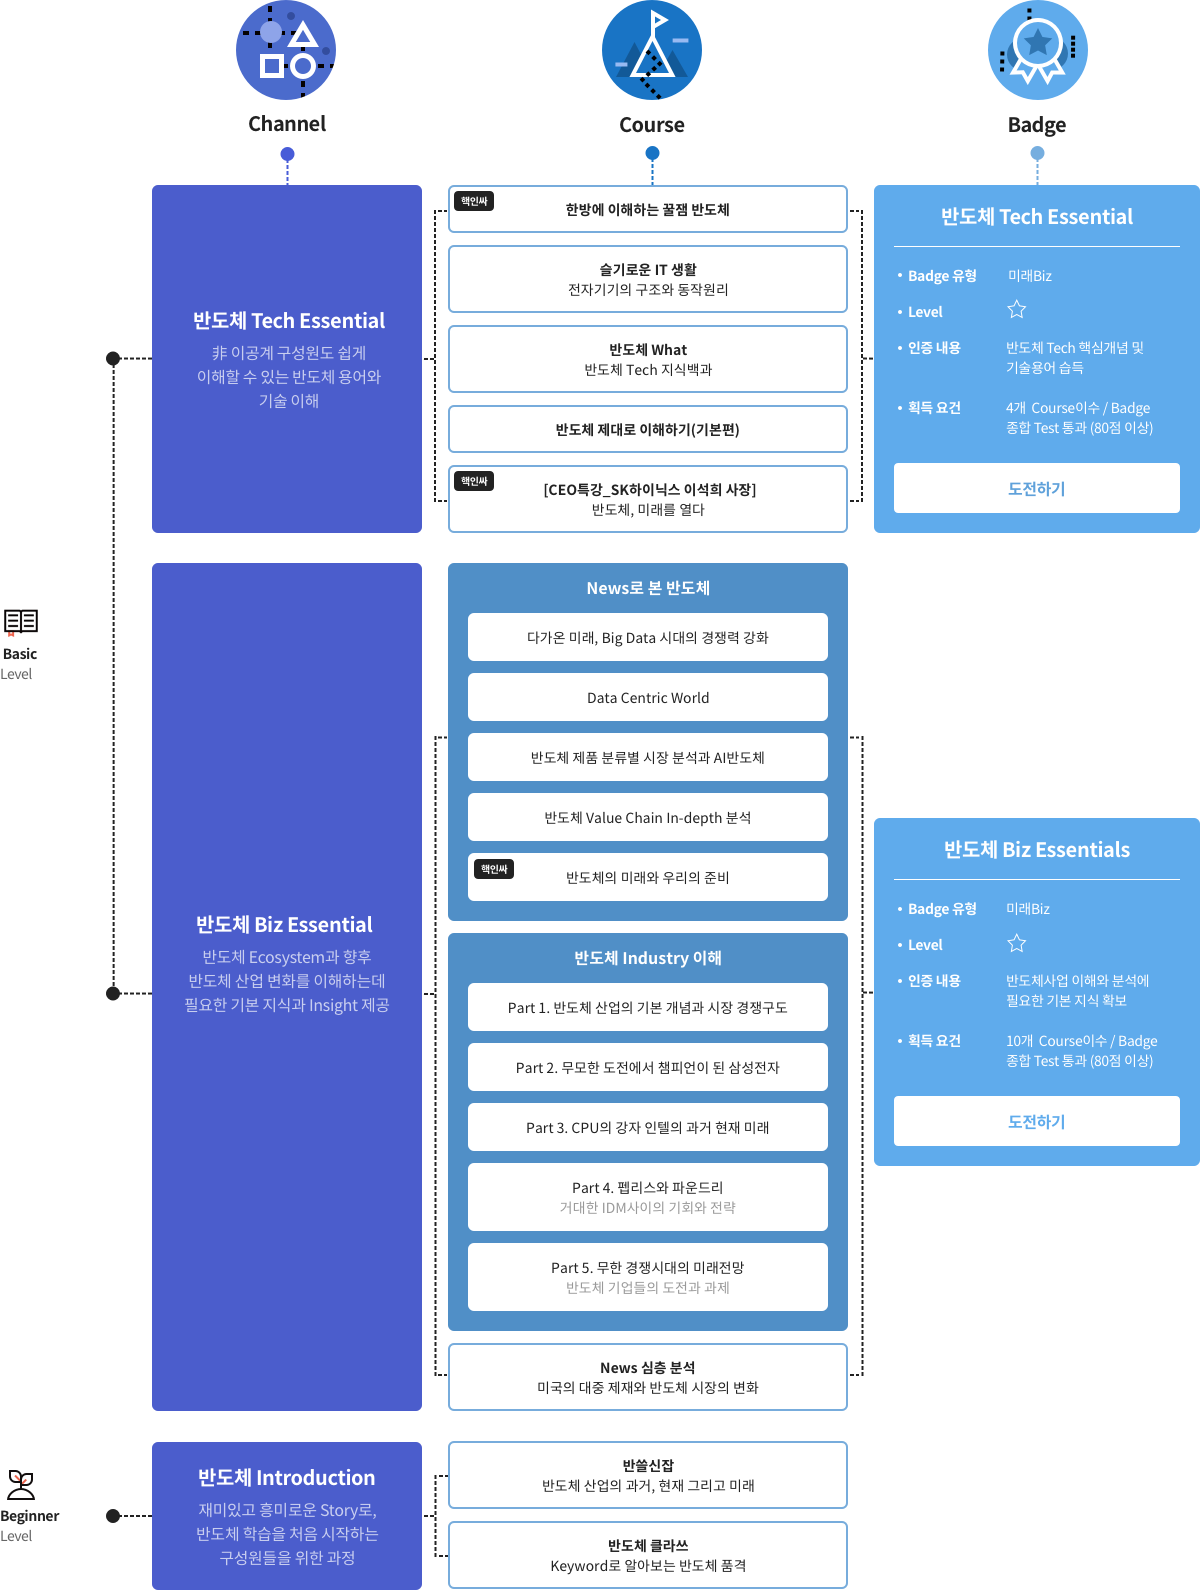 Channel
Course
Badge
반도체 Tech Essential
非 이공계 구성원도 쉽게
이해할 수 있는 반도체 용어와
기술 이해
핵인싸
한방에 이해하는 꿀잼 반도체
슬기로운 IT 생활
전자기기의 구조와 동작원리
반도체 What
반도체 Tech 지식백과
반도체 제대로 이해하기(기본편)
핵인싸
[CEO특강_SK하이닉스 이석희 사장]
반도체, 미래를 열다
반도체 Tech Essential
• Badge 유형 미래Biz
• Level
• 인증 내용 반도체 Tech 핵심개념 및
기술용어 습득
• 획득 요건 4개 Course이수 / Badge
종합 Test 통과 (80점 이상)
도전하기
Basic
Level
반도체 Biz Essential
반도체 Ecosystem과 향후
반도체 산업 변화를 이해하는데
필요한 기본 지식과 Insight 제공
News로 본 반도체
다가온 미래, Big Data 시대의 경쟁력 강화
Data Centric World
반도체 제품 분류별 시장 분석과 AI반도체
반도체 Value Chain In-depth 분석
핵인싸
반도체의 미래와 우리의 준비
반도체 Industry 이해
Part 1. 반도체 산업의 기본 개념과 시장 경쟁구도
Part 2. 무모한 도전에서 챔피언이 된 삼성전자
Part 3. CPU의 강자 인텔의 과거 현재 미래
Part 4. 펩리스와 파운드리
거대한 IDM사이의 기회와 전략
Part 5. 무한 경쟁시대의 미래전망
반도체 기업들의 도전과 과제
News 심층 분석
미국의 대중 제재와 반도체 시장의 변화
반도체 Biz Essentials
• Badge 유형 미래Biz
• Level
• 인증 내용 반도체사업 이해와 분석에
필요한 기본 지식 확보
• 획득 요건 10개 Course이수 / Badge
종합 Test 통과 (80점 이상)
도전하기
Beginner
Level
반도체 Introduction
재미있고 흥미로운 Story로,
반도체 학습을 처음 시작하는
구성원들을 위한 과정
반쓸신잡
반도체 산업의 과거, 현재 그리고 미래
반도체 클라쓰
Keyword로 알아보는 반도체 품격